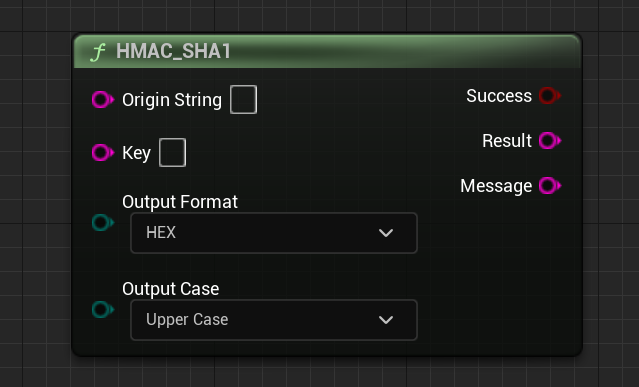 HMAC_SHA1
Origin String
Success
Result
Key
Message
Output Format
HEX
Output Case
Upper Case